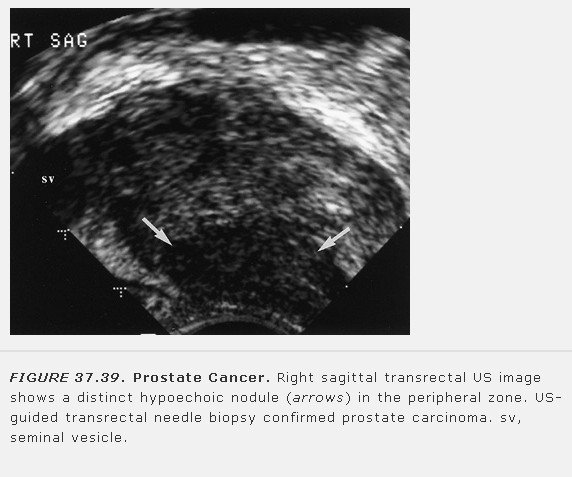 RT SAG
sv
FIGURE 37.39. Prostate Cancer. Right sagittal transrectal US image
shows a distinct hypoechoic nodule (arrows) in the peripheral zone. US-
guided transrectal needle biopsy confirmed prostate carcinoma. sv,
seminal vesicle.